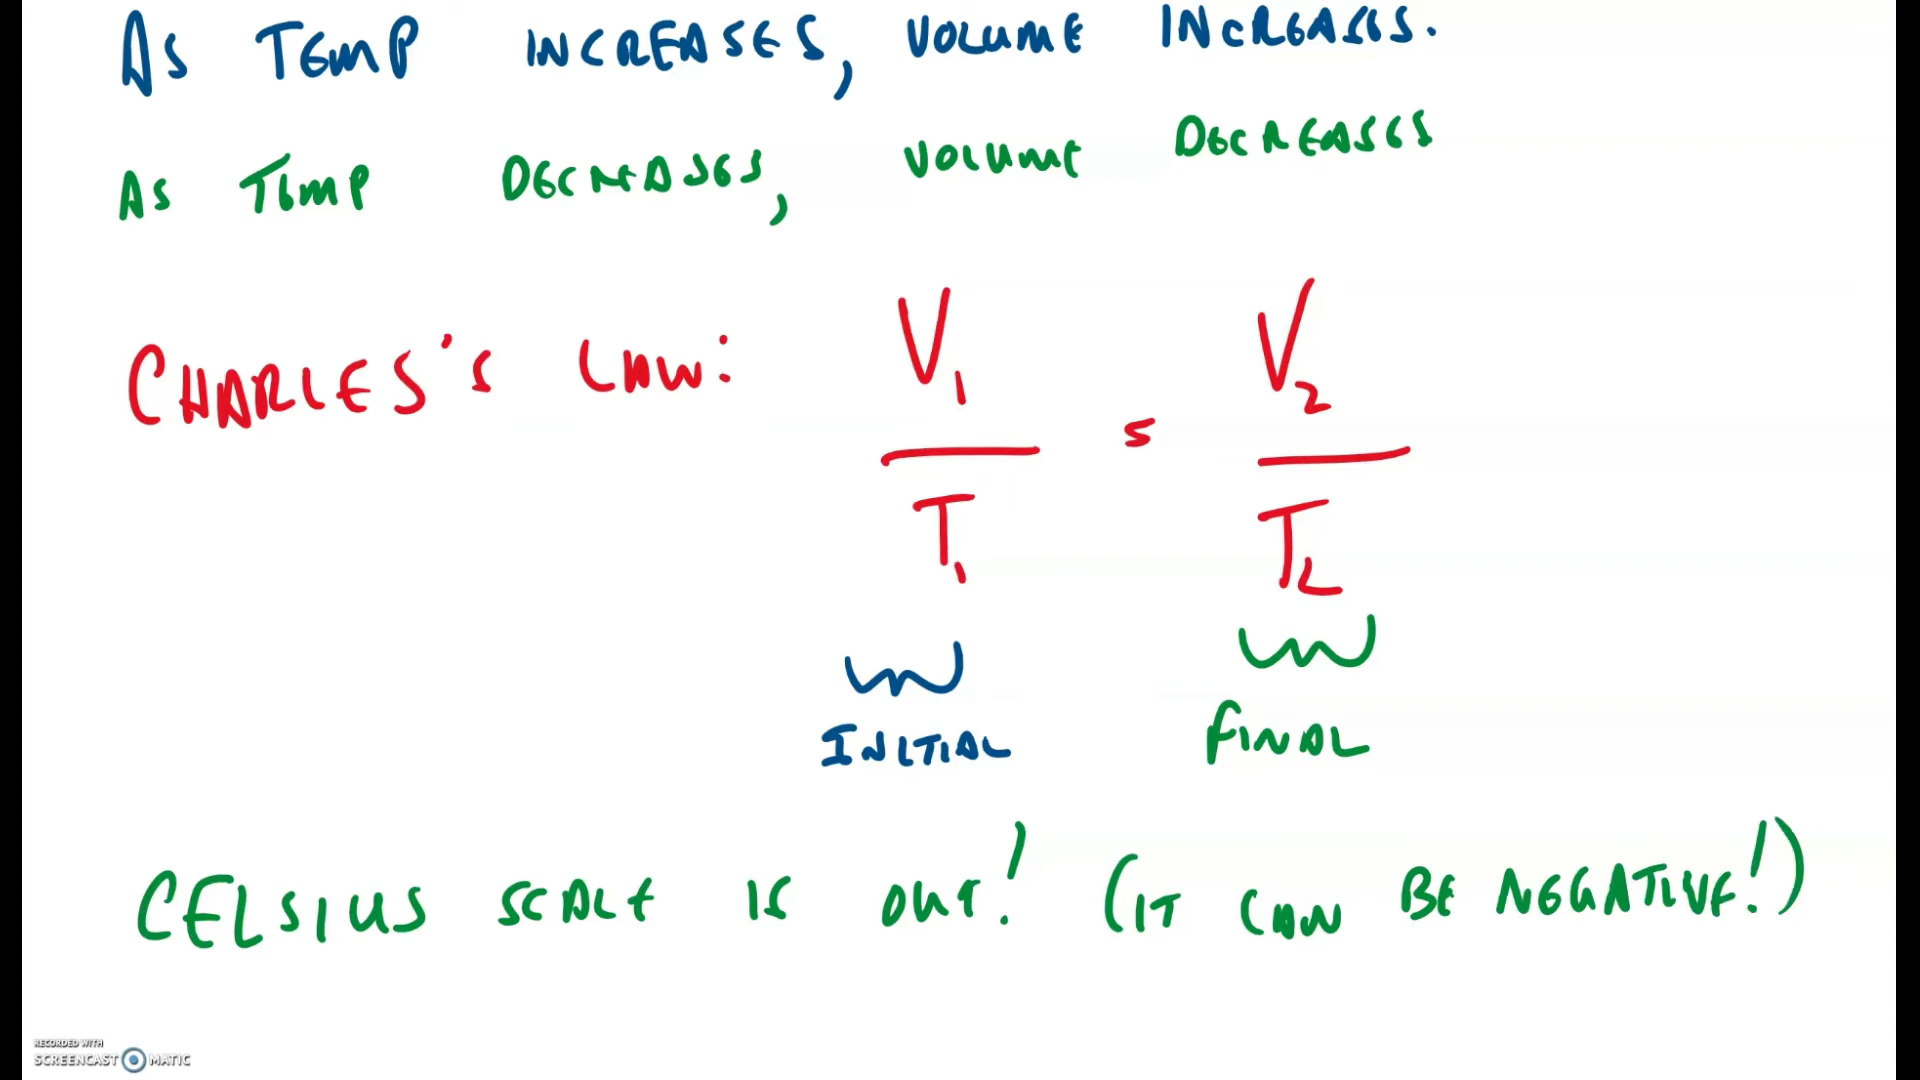 As TEMP INCREASES, VOLUME INCREASES.
As TEMP DECREASES, VOLUME DECREASES
CHARLES'S LAW: V1 / T1 = V2 / T2
INITIAL FINAL
CELSIUS SCALE IS OUT! (IT CAN BE NEGATIVE!)
RECORDED WITH
SCREENCAST MATIC